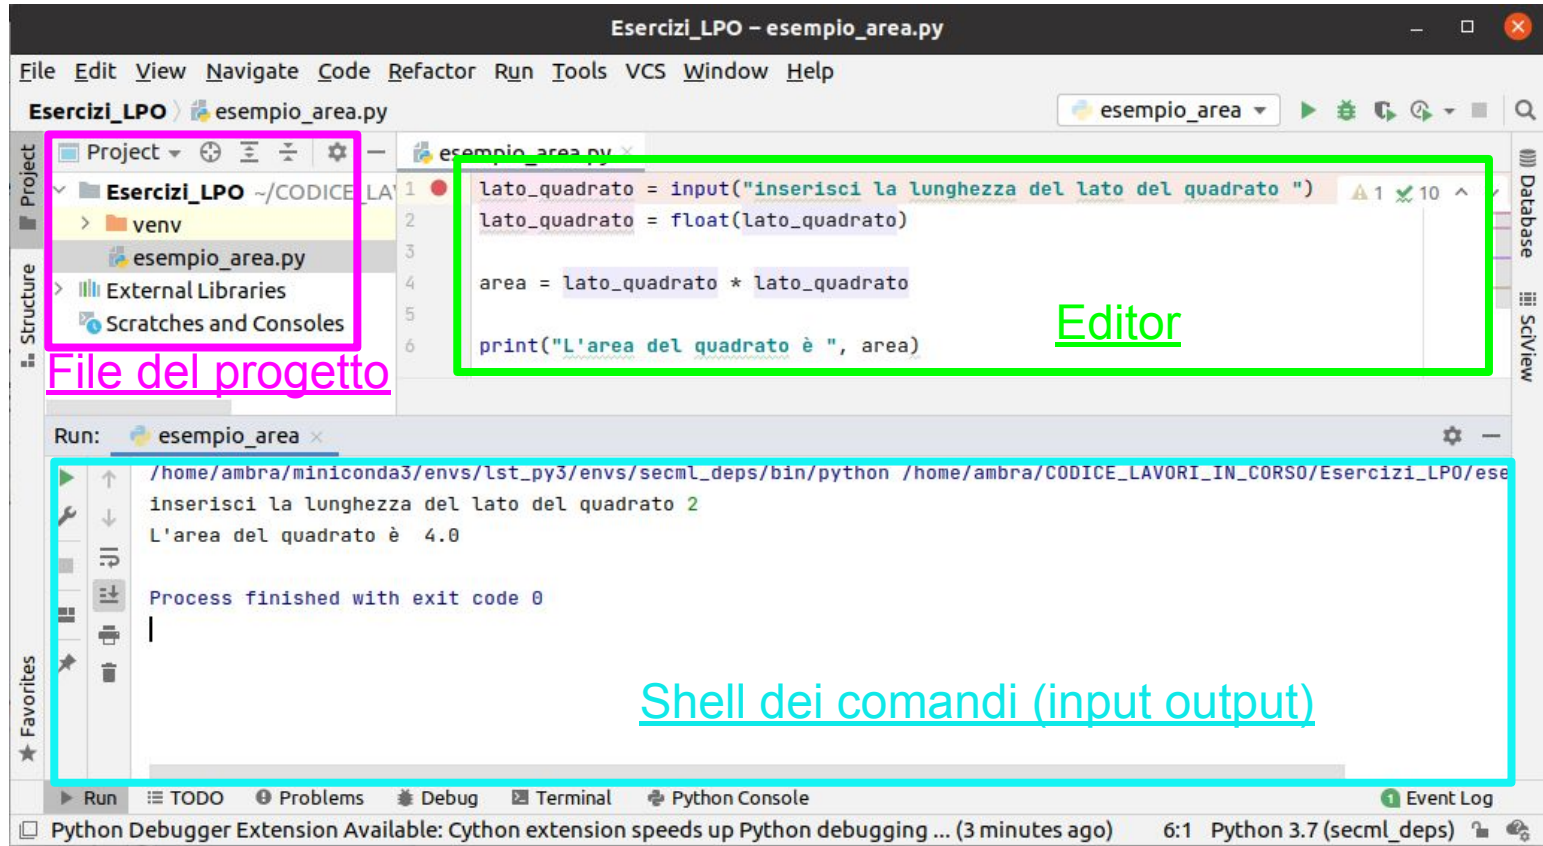 Esercizi_LPO – esempio_area.py
File Edit View Navigate Code Refactor Run Tools VCS Window Help
Esercizi_LPO esempio_area.py
esempio_area
Project
Structure
Favorites
Project
Esercizi_LPO ~/CODICE_LA
venv
esempio_area.py
External Libraries
Scratches and Consoles
File del progetto
esempio_area.py
1 lato_quadrato = input("inserisci la lunghezza del lato del quadrato ")
1 10
2 lato_quadrato = float(lato_quadrato)
3
4 area = lato_quadrato * lato_quadrato
5
6 print("L'area del quadrato è ", area)
Editor
Database
SciView
Run: esempio_area
/home/ambra/miniconda3/envs/lst_py3/envs/secml_deps/bin/python /home/ambra/CODICE_LAVORI_IN_CORSO/Esercizi_LPO/ese
inserisci la lunghezza del lato del quadrato 2
L'area del quadrato è  4.0
Process finished with exit code 0
Shell dei comandi (input output)
Run TODO Problems Debug Terminal Python Console
1 Event Log
Python Debugger Extension Available: Cython extension speeds up Python debugging ... (3 minutes ago) 6:1 Python 3.7 (secml_deps)